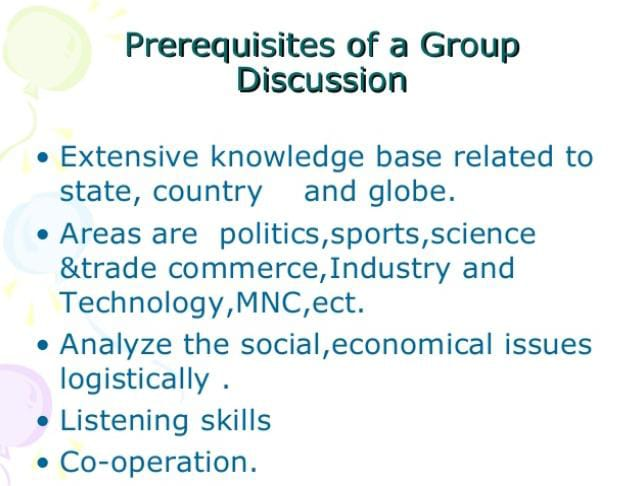 Prerequisites of a Group
Discussion
• Extensive knowledge base related to
state, country    and globe.
• Areas are  politics,sports,science
&trade commerce,Industry and
Technology,MNC,ect.
• Analyze the social,economical issues
logistically .
• Listening skills
• Co-operation.